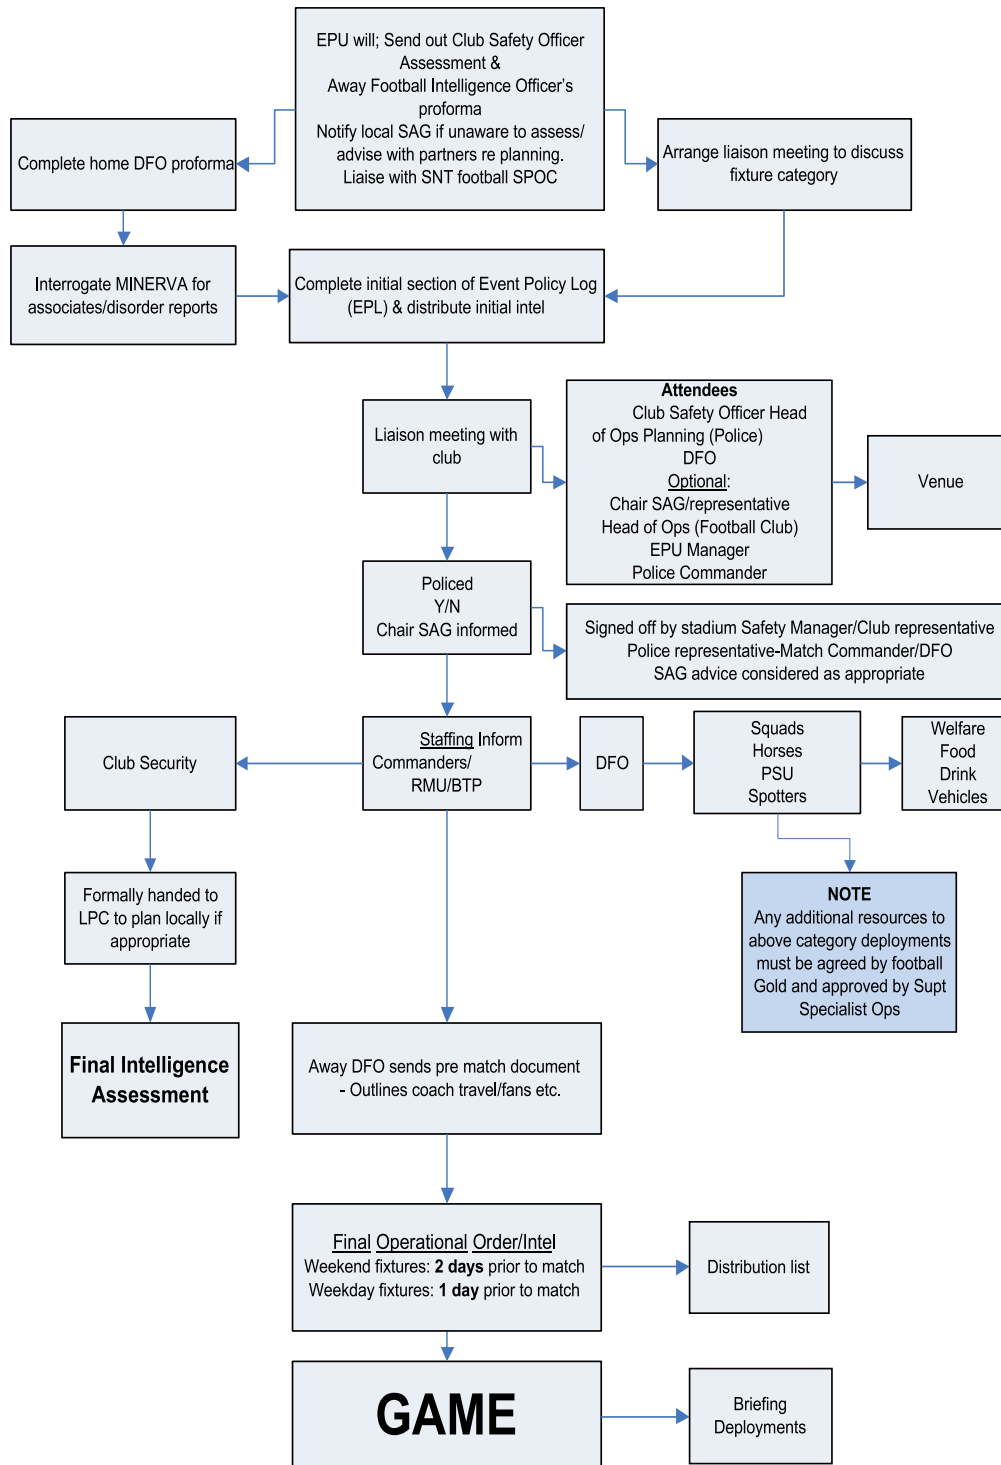 EPU will; Send out Club Safety Officer
Assessment &
Away Football Intelligence Officer's
proforma
Notify local SAG if unaware to assess/
advise with partners re planning.
Liaise with SNT football SPOC
Complete home DFO proforma
Arrange liaison meeting to discuss
fixture category
Interrogate MINERVA for
associates/disorder reports
Complete initial section of Event Policy Log
(EPL) & distribute initial intel
Liaison meeting with
club
Attendees
Club Safety Officer Head
of Ops Planning (Police)
DFO
Optional:
Chair SAG/representative
Head of Ops (Football Club)
EPU Manager
Police Commander
Venue
Policed
Y/N
Chair SAG informed
Signed off by stadium Safety Manager/Club representative
Police representative-Match Commander/DFO
SAG advice considered as appropriate
Club Security
Staffing Inform
Commanders/
RMU/BTP
DFO
Squads
Horses
PSU
Spotters
Welfare
Food
Drink
Vehicles
Formally handed to
LPC to plan locally if
appropriate
NOTE
Any additional resources to
above category deployments
must be agreed by football
Gold and approved by Supt
Specialist Ops
Final Intelligence
Assessment
Away DFO sends pre match document
- Outlines coach travel/fans etc.
Final Operational Order/Intel
Weekend fixtures: 2 days prior to match
Weekday fixtures: 1 day prior to match
Distribution list
GAME
Briefing
Deployments